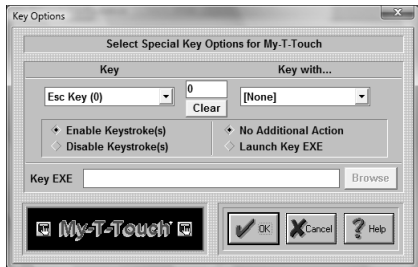 Key Options
Select Special Key Options for My-T-Touch
Key
Key with...
Esc Key (0)
0
[None]
Clear
Enable Keystroke(s)
No Additional Action
Disable Keystroke(s)
Launch Key EXE
Key EXE
Browse
My-T-Touch
OK
Cancel
Help